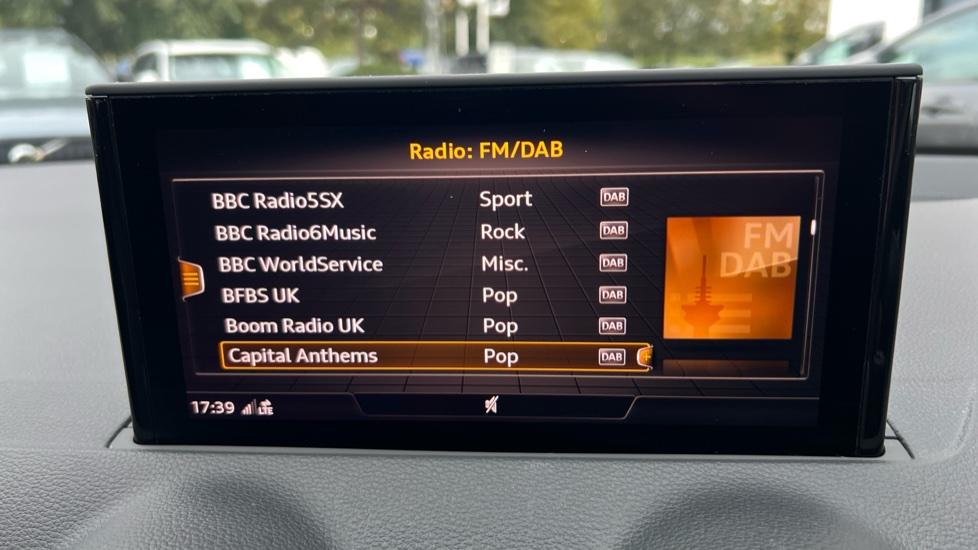 Radio: FM/DAB
BBC Radio5SX Sport DAB
BBC Radio6Music Rock DAB
BBC WorldService Misc. DAB
BFBS UK Pop DAB
Boom Radio UK Pop DAB
Capital Anthems Pop DAB
FM
DAB
17:39 LTE